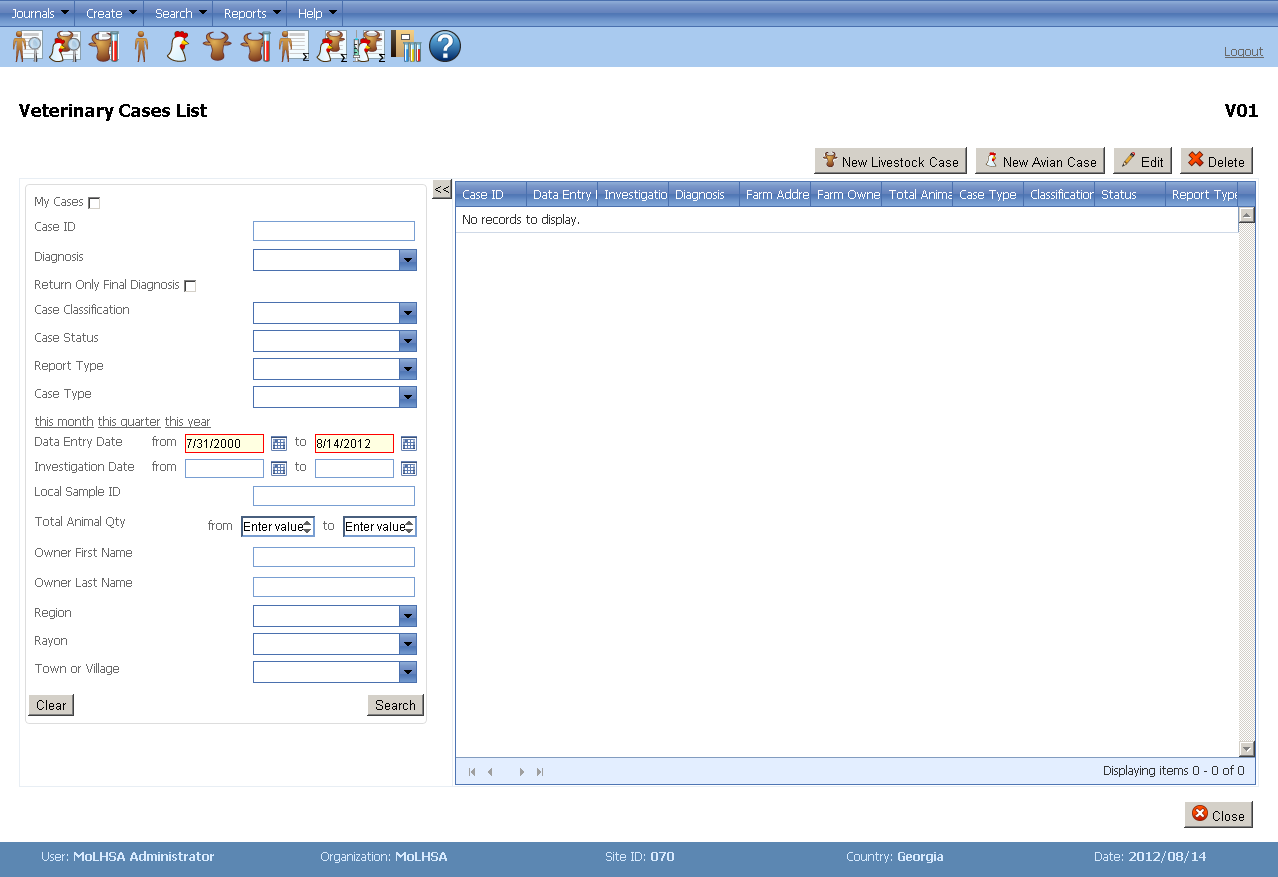 Journals Create Search Reports Help
Logout
Veterinary Cases List V01
New Livestock Case New Avian Case Edit Delete
<<
My Cases
Case ID
Diagnosis
Return Only Final Diagnosis
Case Classification
Case Status
Report Type
Case Type
this month this quarter this year
Data Entry Date from 7/31/2000 to 8/14/2012
Investigation Date from to
Local Sample ID
Total Animal Qty from Enter value to Enter value
Owner First Name
Owner Last Name
Region
Rayon
Town or Village
Clear Search
Case ID Data Entry Investigatio Diagnosis Farm Addre Farm Owne Total Anima Case Type Classification Status Report Type
No records to display.
Displaying items 0 - 0 of 0
Close
User: MoLHSA Administrator Organization: MoLHSA Site ID: 070 Country: Georgia Date: 2012/08/14